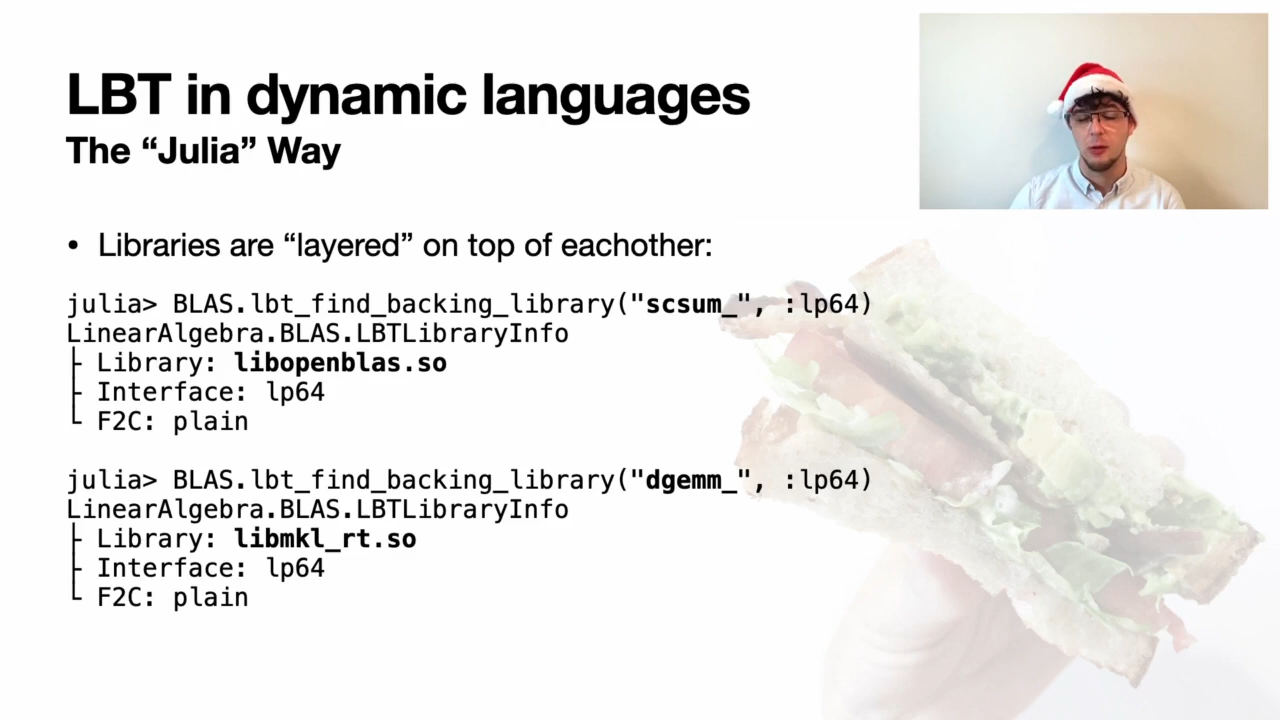 LBT in dynamic languages
The “Julia” Way
• Libraries are “layered” on top of eachother:
julia> BLAS.lbt_find_backing_library("scsum_", :lp64)
LinearAlgebra.BLAS.LBTLibraryInfo
├ Library: libopenblas.so
├ Interface: lp64
└ F2C: plain
julia> BLAS.lbt_find_backing_library("dgemm_", :lp64)
LinearAlgebra.BLAS.LBTLibraryInfo
├ Library: libmkl_rt.so
├ Interface: lp64
└ F2C: plain